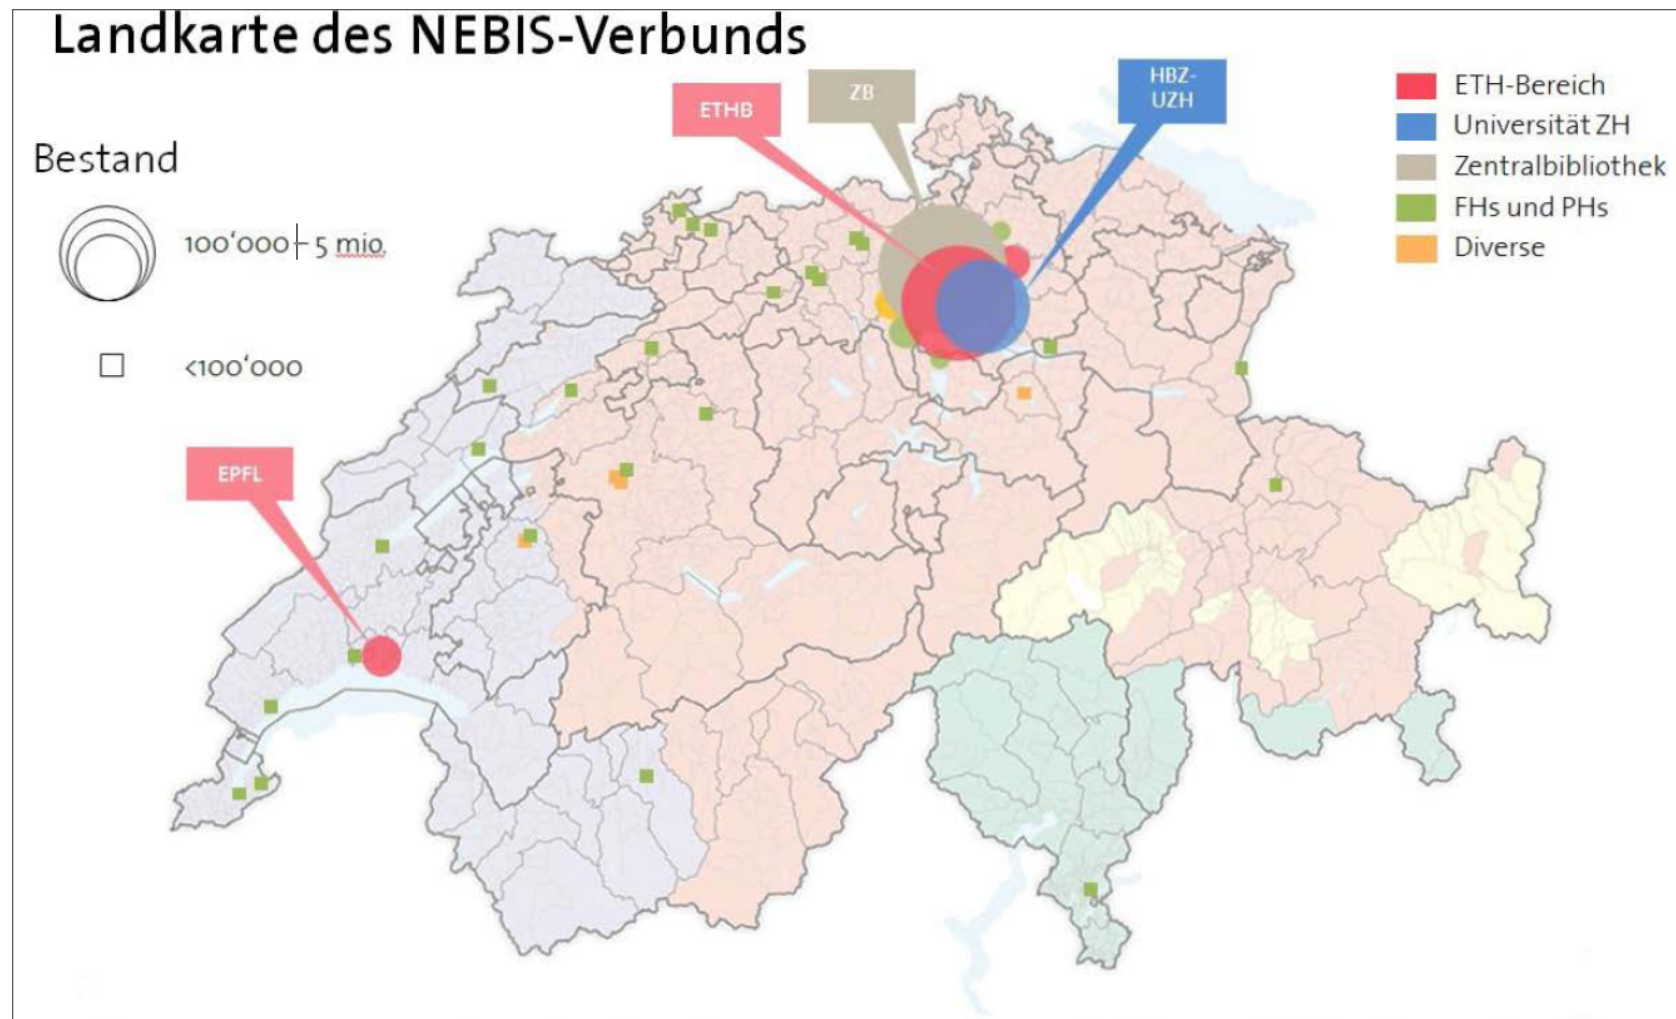 Landkarte des NEBIS-Verbunds
ETHB
ZB
HBZ-
UZH
ETH-Bereich
Universität ZH
Zentralbibliothek
FHs und PHs
Diverse
Bestand
100‘000 – 5 mio.
<100‘000
EPFL